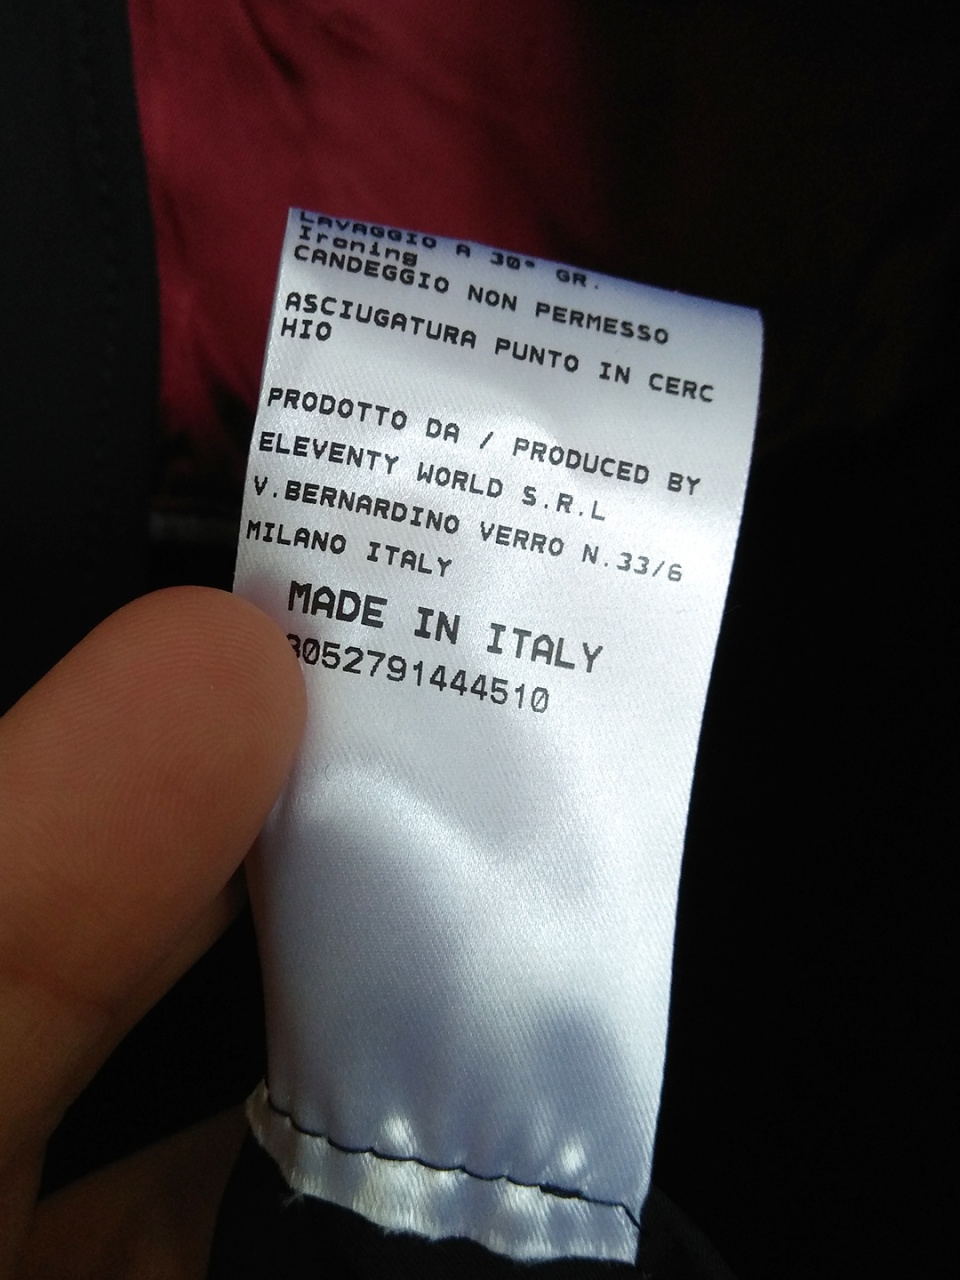 LAVAGGIO A 30° GR.
Ironing
CANDEGGIO NON PERMESSO
ASCIUGATURA PUNTO IN CERC
HIO
PRODOTTO DA / PRODUCED BY
ELEVENTY WORLD S.R.L
V.BERNARDINO VERRO N.33/6
MILANO ITALY
MADE IN ITALY
3052791444510